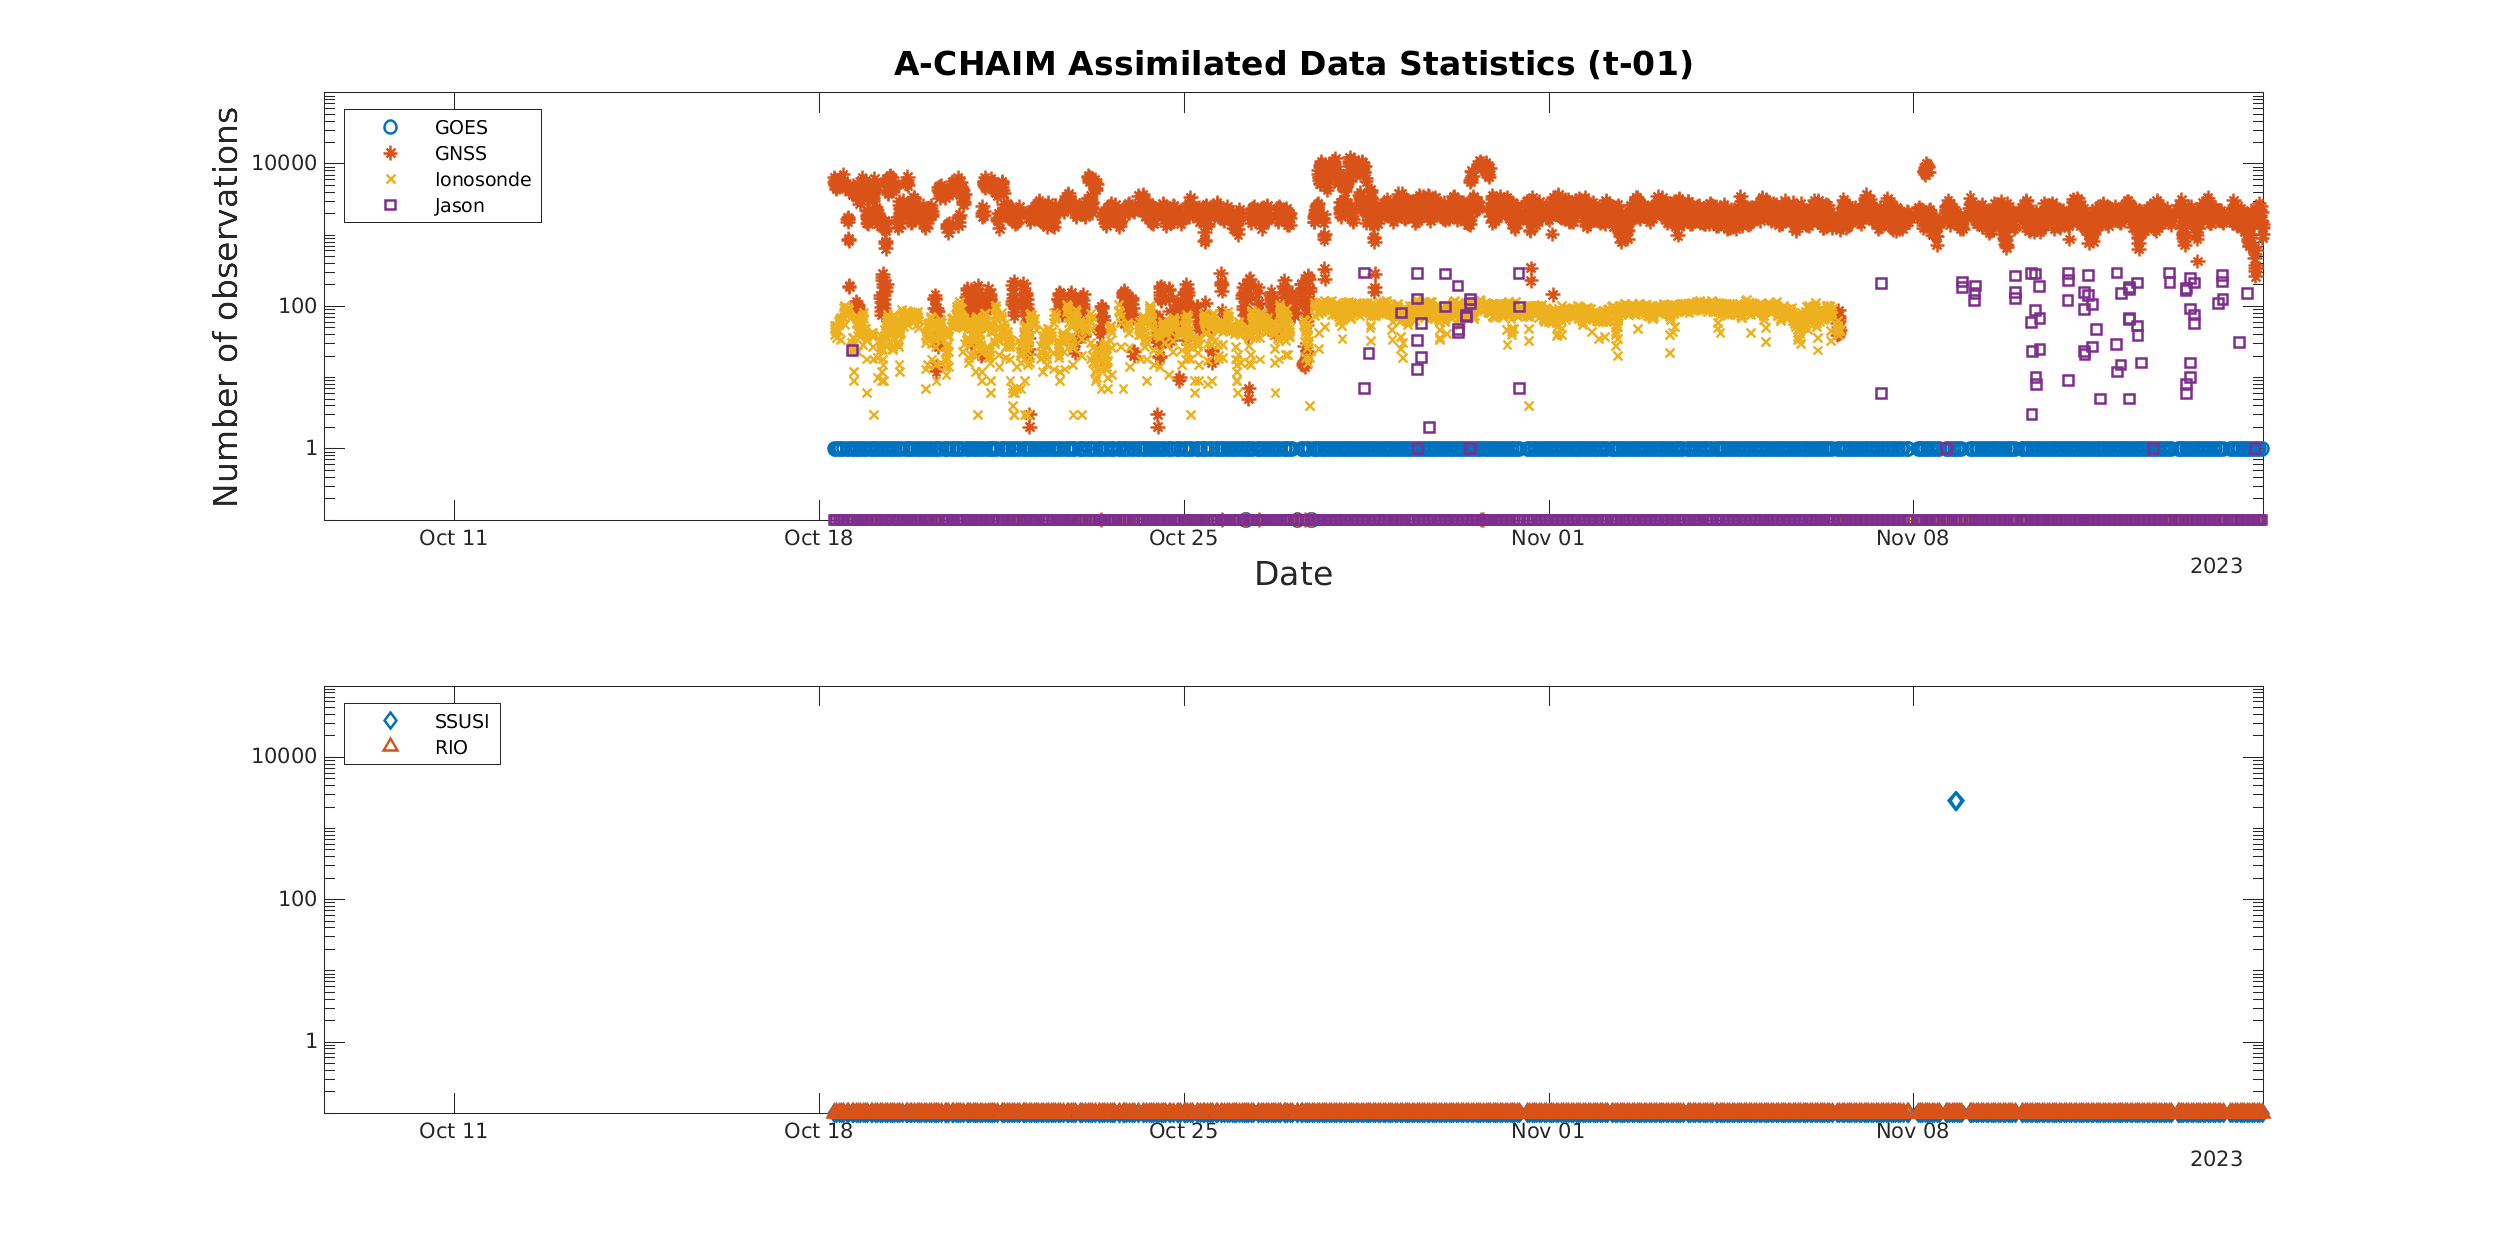 A-CHAIM Assimilated Data Statistics (t-01)
Number of observations
10000
100
1
GOES
GNSS
Ionosonde
Jason
Oct 11
Oct 18
Oct 25
Nov 01
Nov 08
2023
Date
10000
100
1
SSUSI
RIO
Oct 11
Oct 18
Oct 25
Nov 01
Nov 08
2023